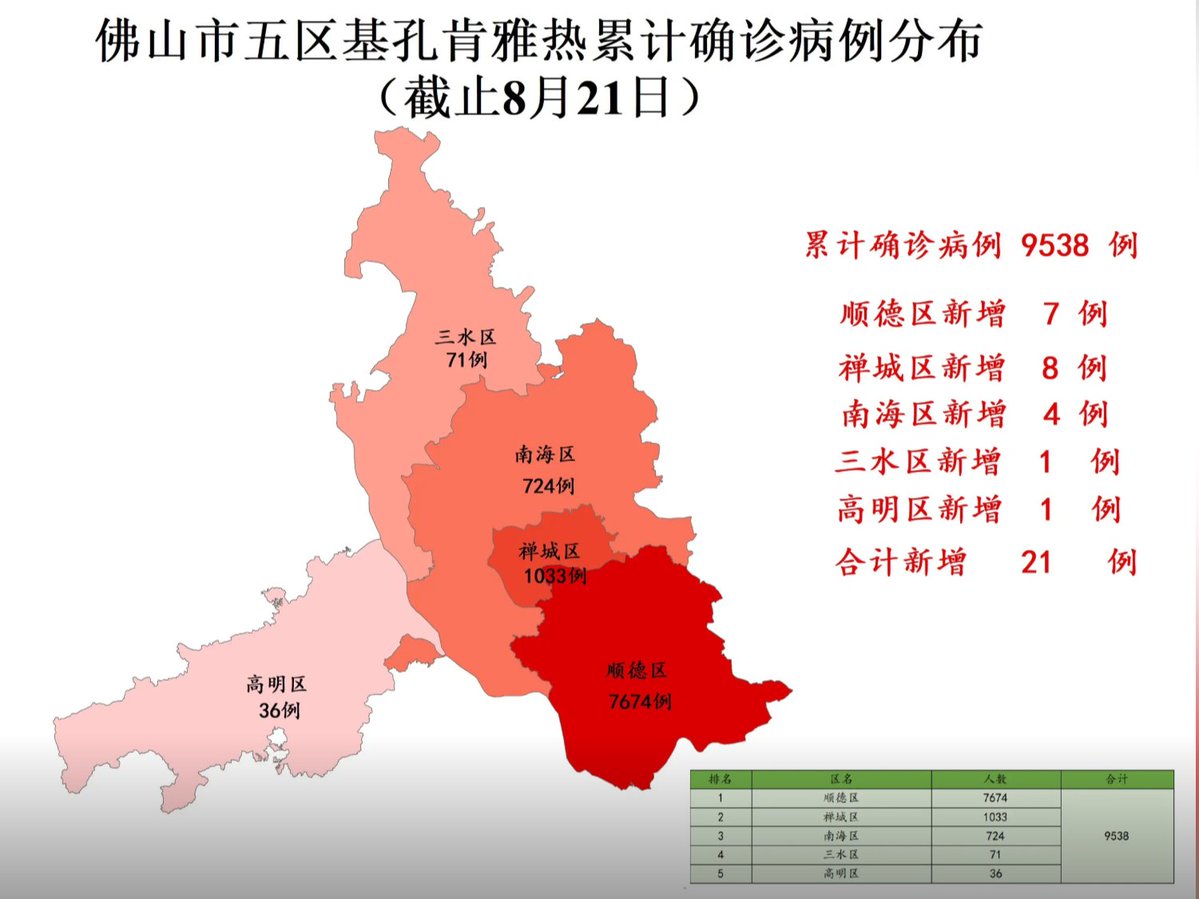 佛山市五区基孔肯雅热累计确诊病例分布
（截止8月21日）
累计确诊病例 9538 例
顺德区新增 7 例
禅城区新增 8 例
南海区新增 4 例
三水区新增 1 例
高明区新增 1 例
合计新增 21 例
三水区
71例
南海区
724例
禅城区
1033例
顺德区
7674例
高明区
36例
排名 区名 人数 合计
1 顺德区 7674
2 禅城区 1033
3 南海区 724 9538
4 三水区 71
5 高明区 36